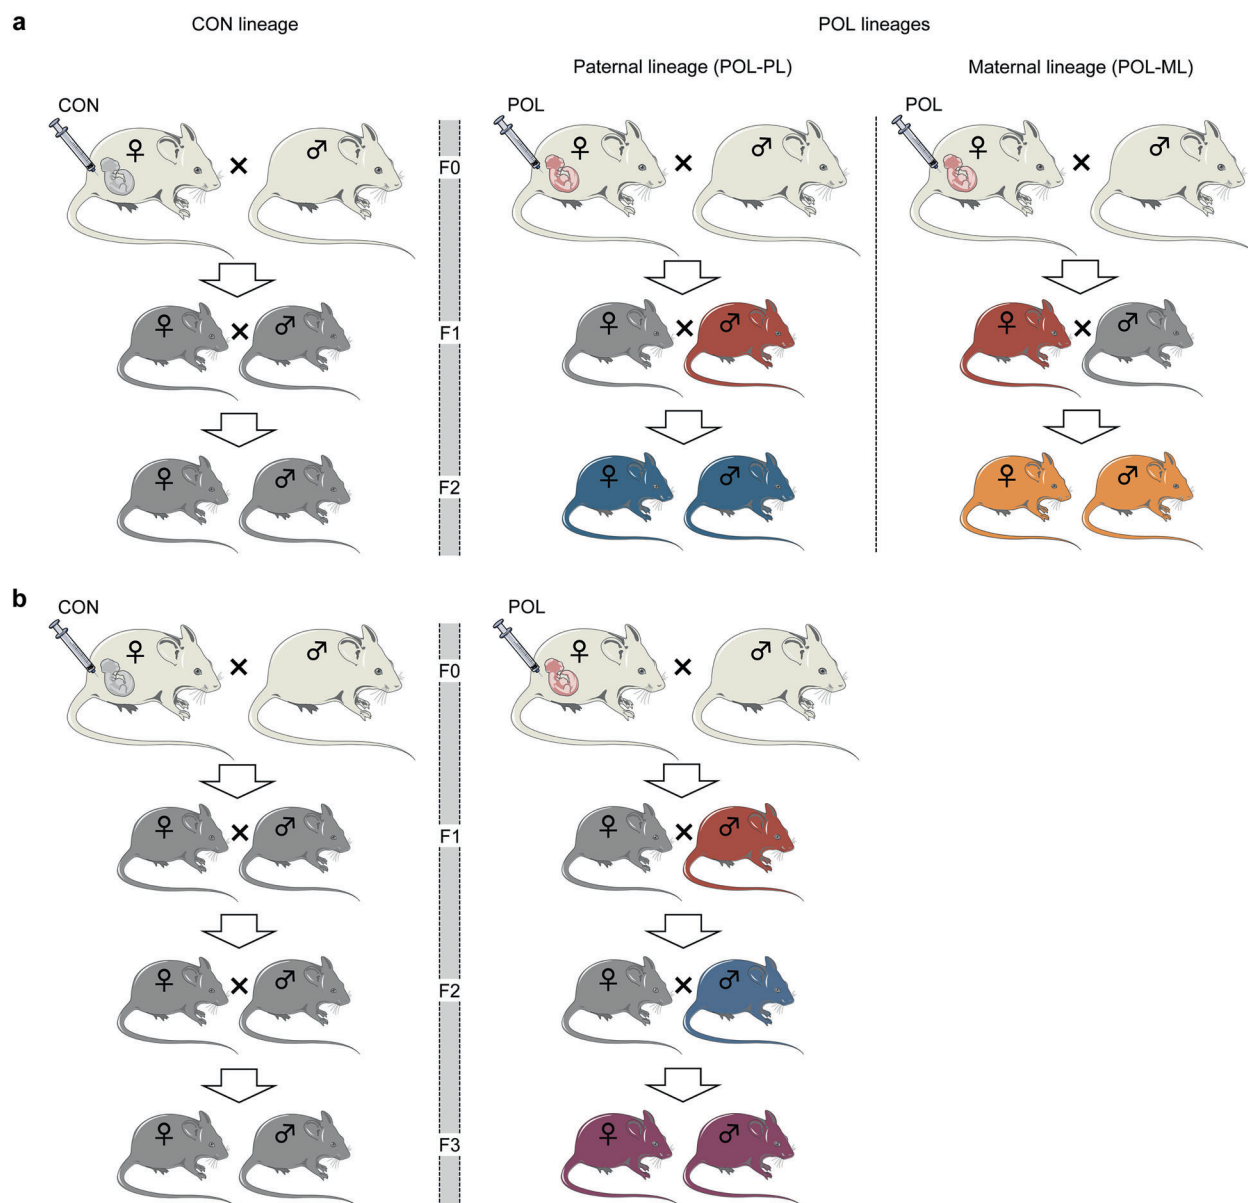 a
CON lineage
POL lineages
Paternal lineage (POL-PL)
Maternal lineage (POL-ML)
CON
POL
POL
♀ × ♂
F0
♀ × ♂
♀ × ♂
♀ × ♂
F1
♀ × ♂
♀ × ♂
♀ ♂
F2
♀ ♂
♀ ♂
b
CON
POL
♀ × ♂
F0
♀ × ♂
♀ × ♂
F1
♀ × ♂
♀ × ♂
F2
♀ × ♂
♀ ♂
F3
♀ ♂